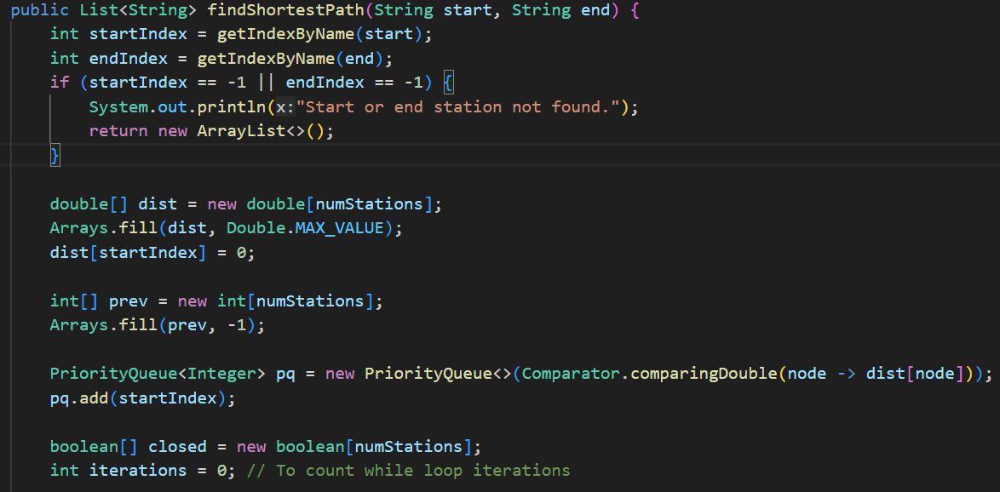 public List<String> findShortestPath(String start, String end) {
    int startIndex = getIndexByName(start);
    int endIndex = getIndexByName(end);
    if (startIndex == -1 || endIndex == -1) {
        System.out.println(x:"Start or end station not found.");
        return new ArrayList<>();
    }

    double[] dist = new double[numStations];
    Arrays.fill(dist, Double.MAX_VALUE);
    dist[startIndex] = 0;

    int[] prev = new int[numStations];
    Arrays.fill(prev, -1);

    PriorityQueue<Integer> pq = new PriorityQueue<>(Comparator.comparingDouble(node -> dist[node]));
    pq.add(startIndex);

    boolean[] closed = new boolean[numStations];
    int iterations = 0; // To count while loop iterations